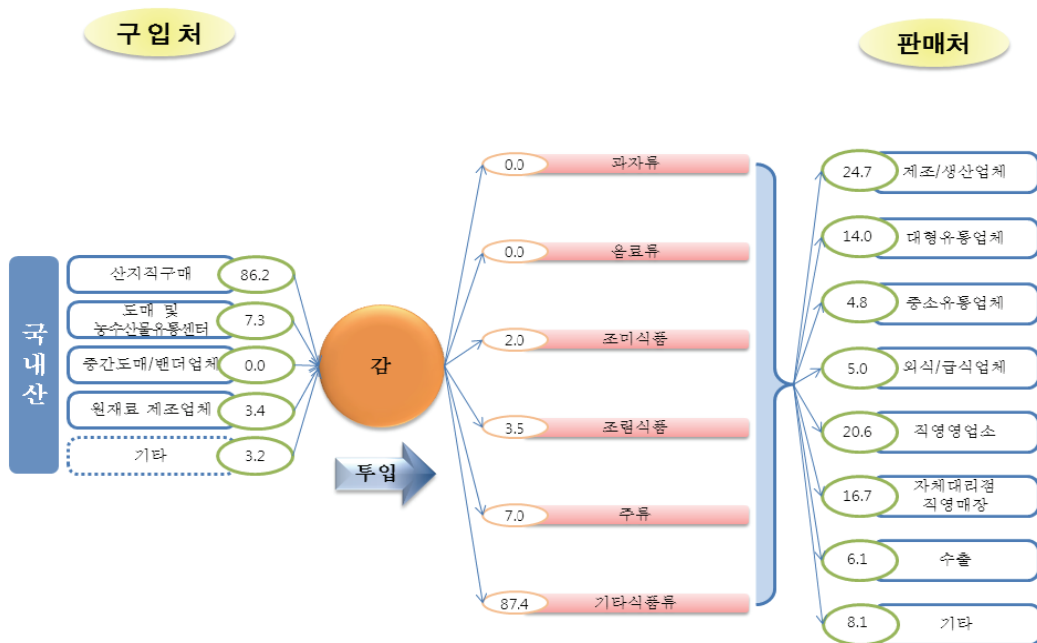 구입처
판매처
국내산
산지직구매
86.2
도매 및
농수산물유통센터
7.3
중간도매/밴더업체
0.0
원재료 제조업체
3.4
기타
3.2
감
투입
0.0
과자류
0.0
음료류
2.0
조미식품
3.5
조림식품
7.0
주류
87.4
기타식품류
24.7
제조/생산업체
14.0
대형유통업체
4.8
중소유통업체
5.0
외식/급식업체
20.6
직영영업소
16.7
자체대리점
직영매장
6.1
수출
8.1
기타